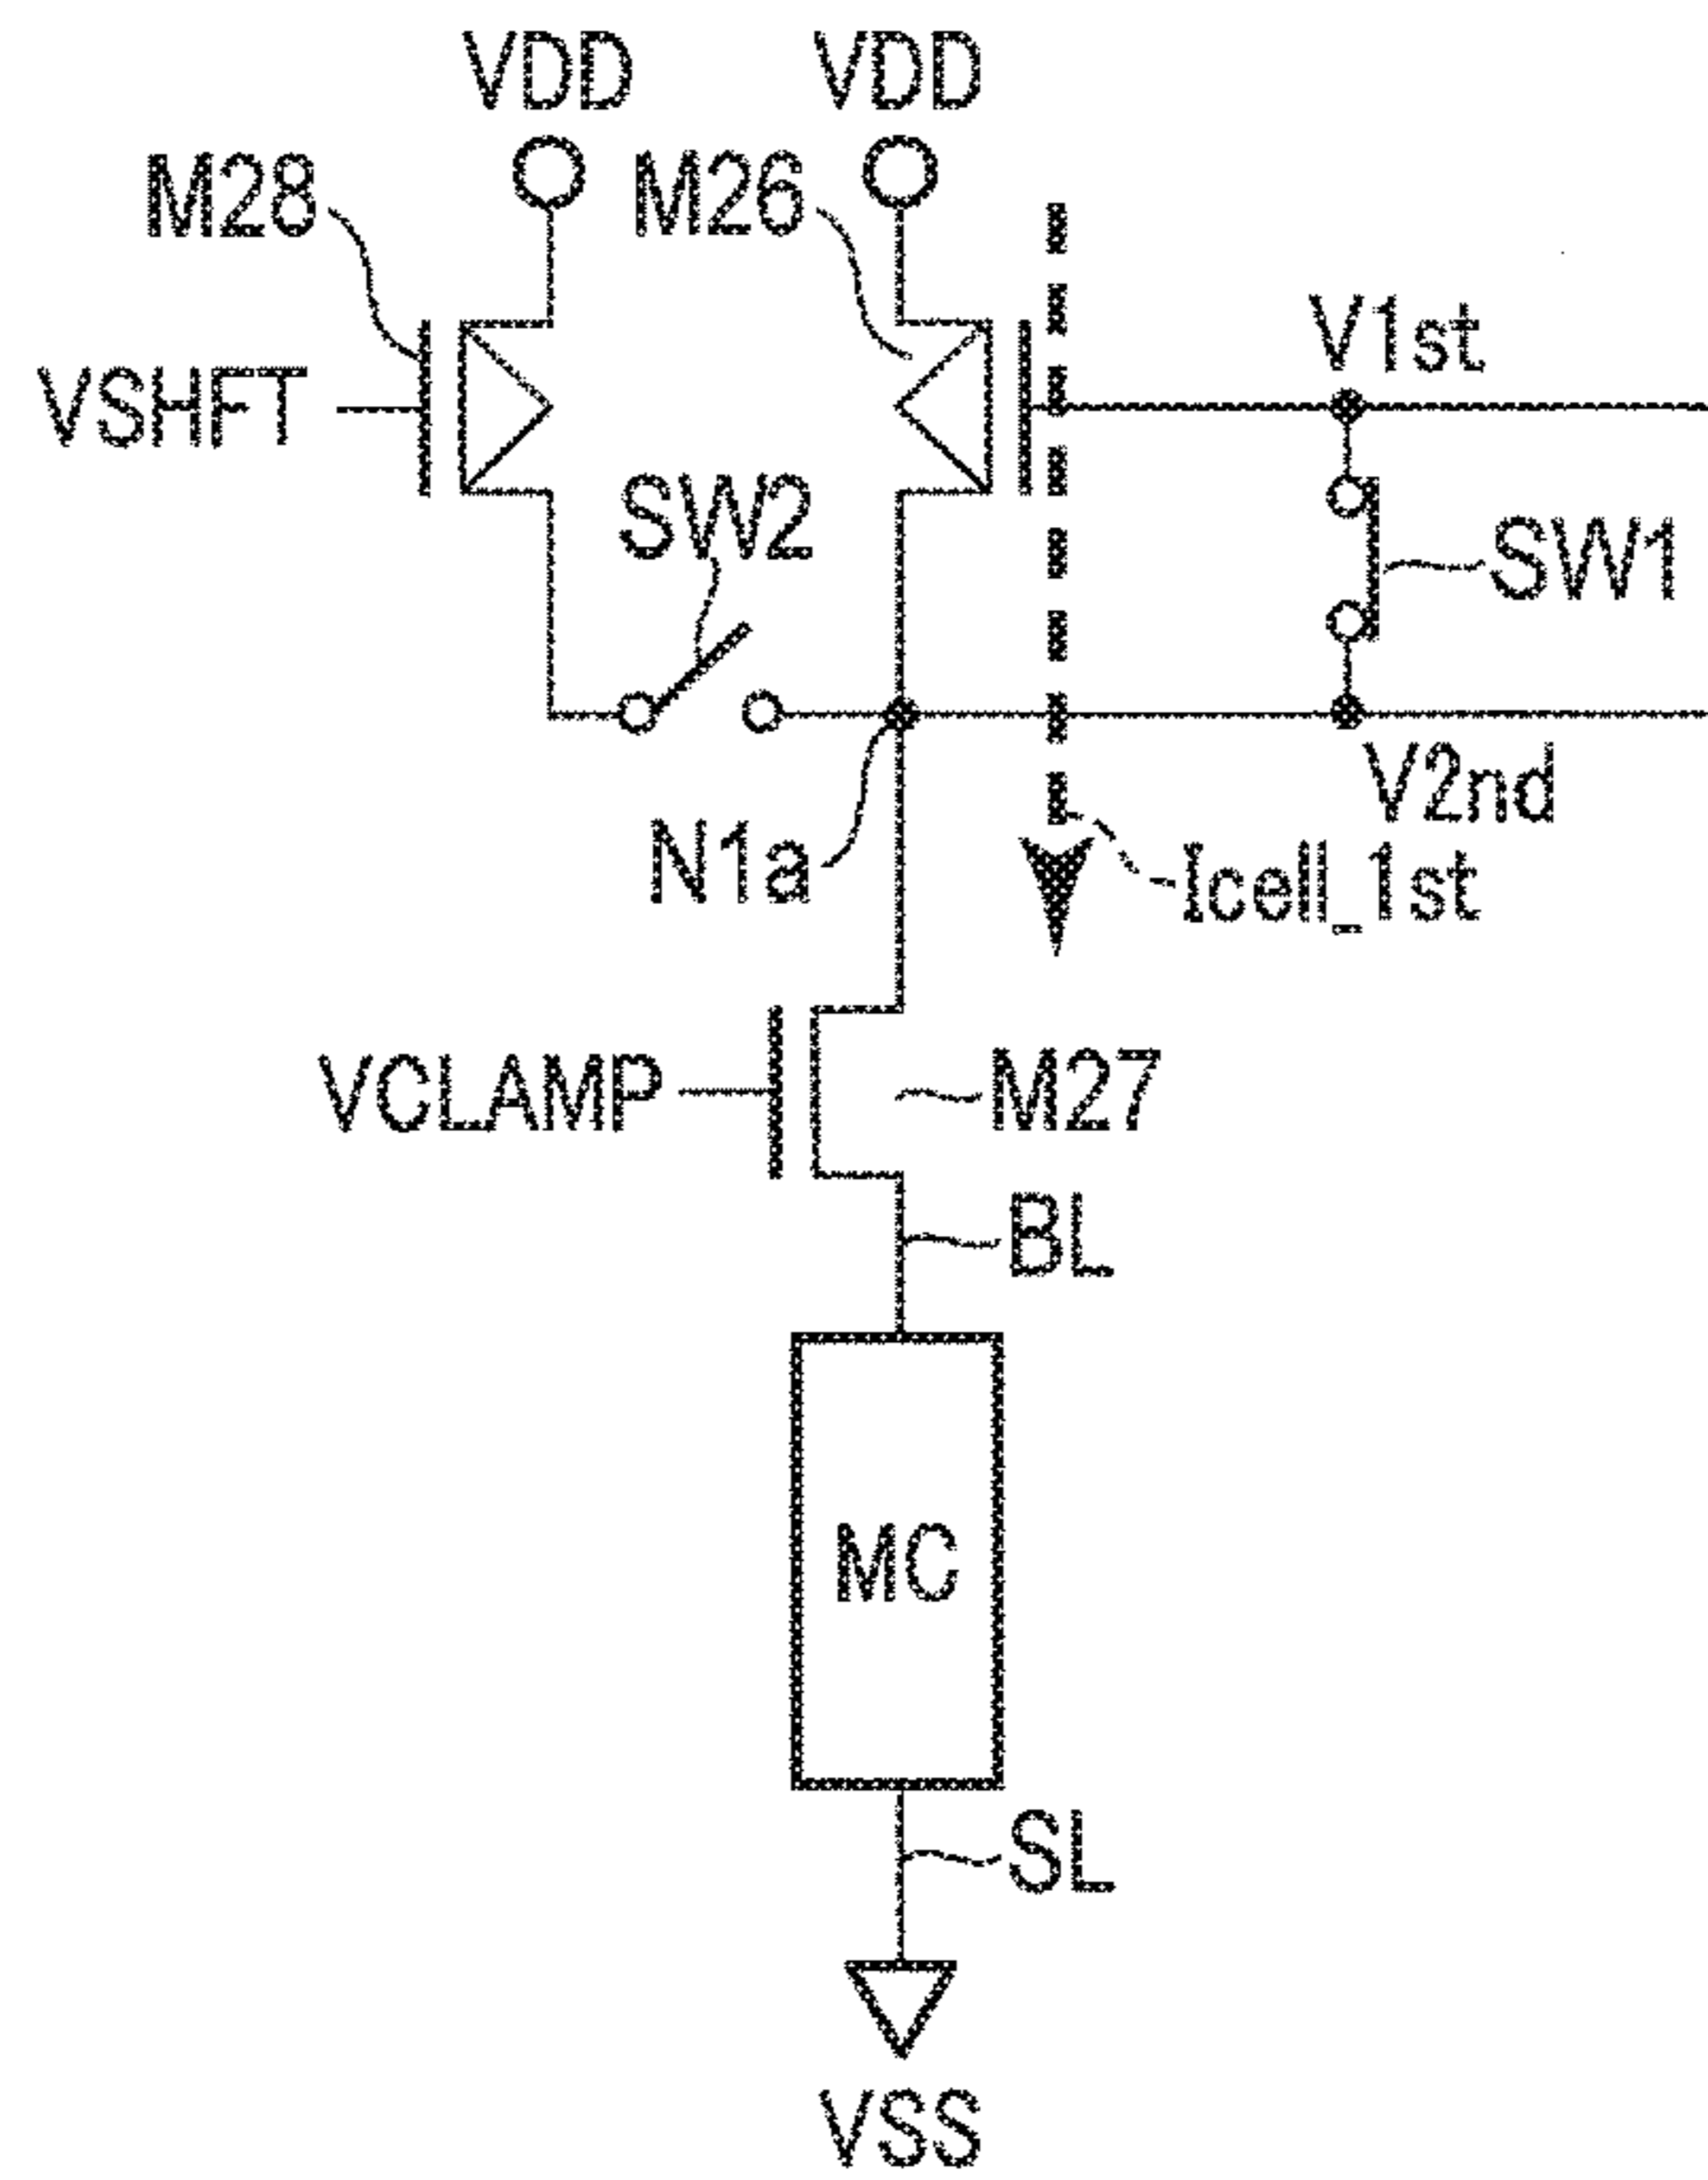 VDD
VDD
M28
M26
V1st
VSHFT
SW2
SW1
V2nd
N1a
Icell_1st
VCLAMP
M27
BL
MC
SL
VSS